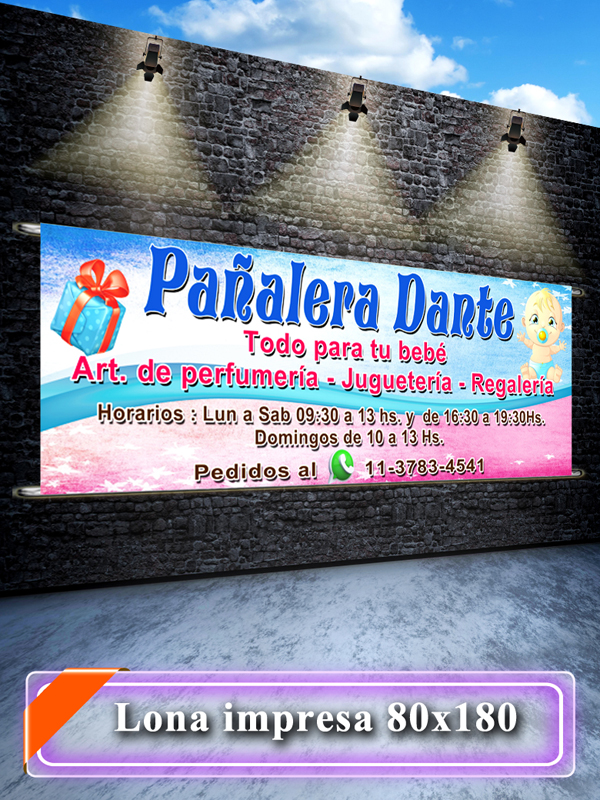 Pañalera Dante
Todo para tu bebé
Art. de perfumería - Juguetería - Regalería
Horarios : Lun a Sab 09:30 a 13 hs. y de 16:30 a 19:30Hs.
Domingos de 10 a 13 Hs.
Pedidos al 11-3783-4541
Lona impresa 80x180